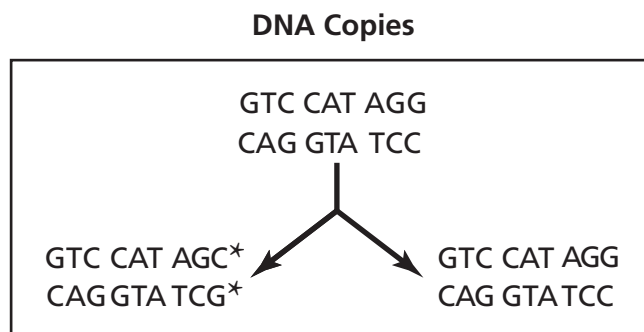 DNA Copies
GTC CAT AGG
CAG GTA TCC
GTC CAT AGC*
CAG GTA TCG*
GTC CAT AGG
CAG GTA TCC